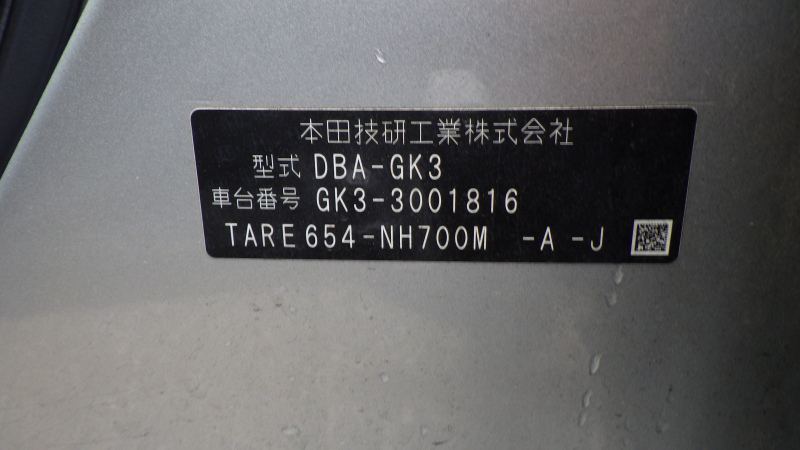 本田技研工業株式会社
型式 DBA-GK3
車台番号 GK3-3001816
TARE654-NH700M -A -J